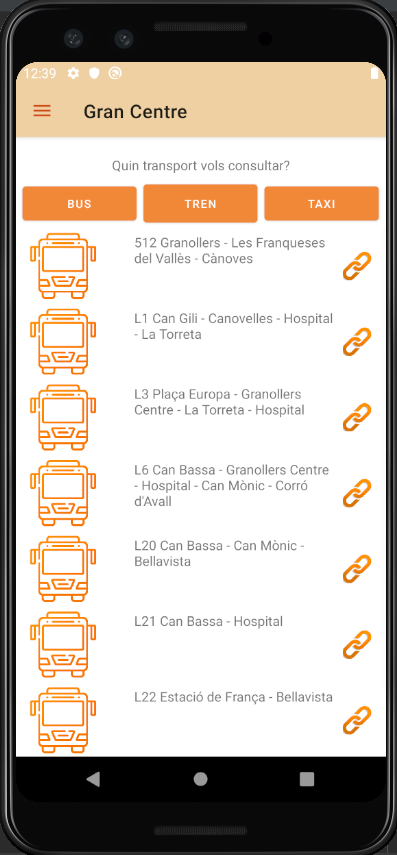 12:39
Gran Centre
Quin transport vols consultar?
BUS TREN TAXI
512 Granollers - Les Franqueses
del Vallès - Cànoves
L1 Can Gili - Canovelles - Hospital
- La Torreta
L3 Plaça Europa - Granollers
Centre - La Torreta - Hospital
L6 Can Bassa - Granollers Centre
- Hospital - Can Mònic - Corró
d'Avall
L20 Can Bassa - Can Mònic -
Bellavista
L21 Can Bassa - Hospital
L22 Estació de França - Bellavista